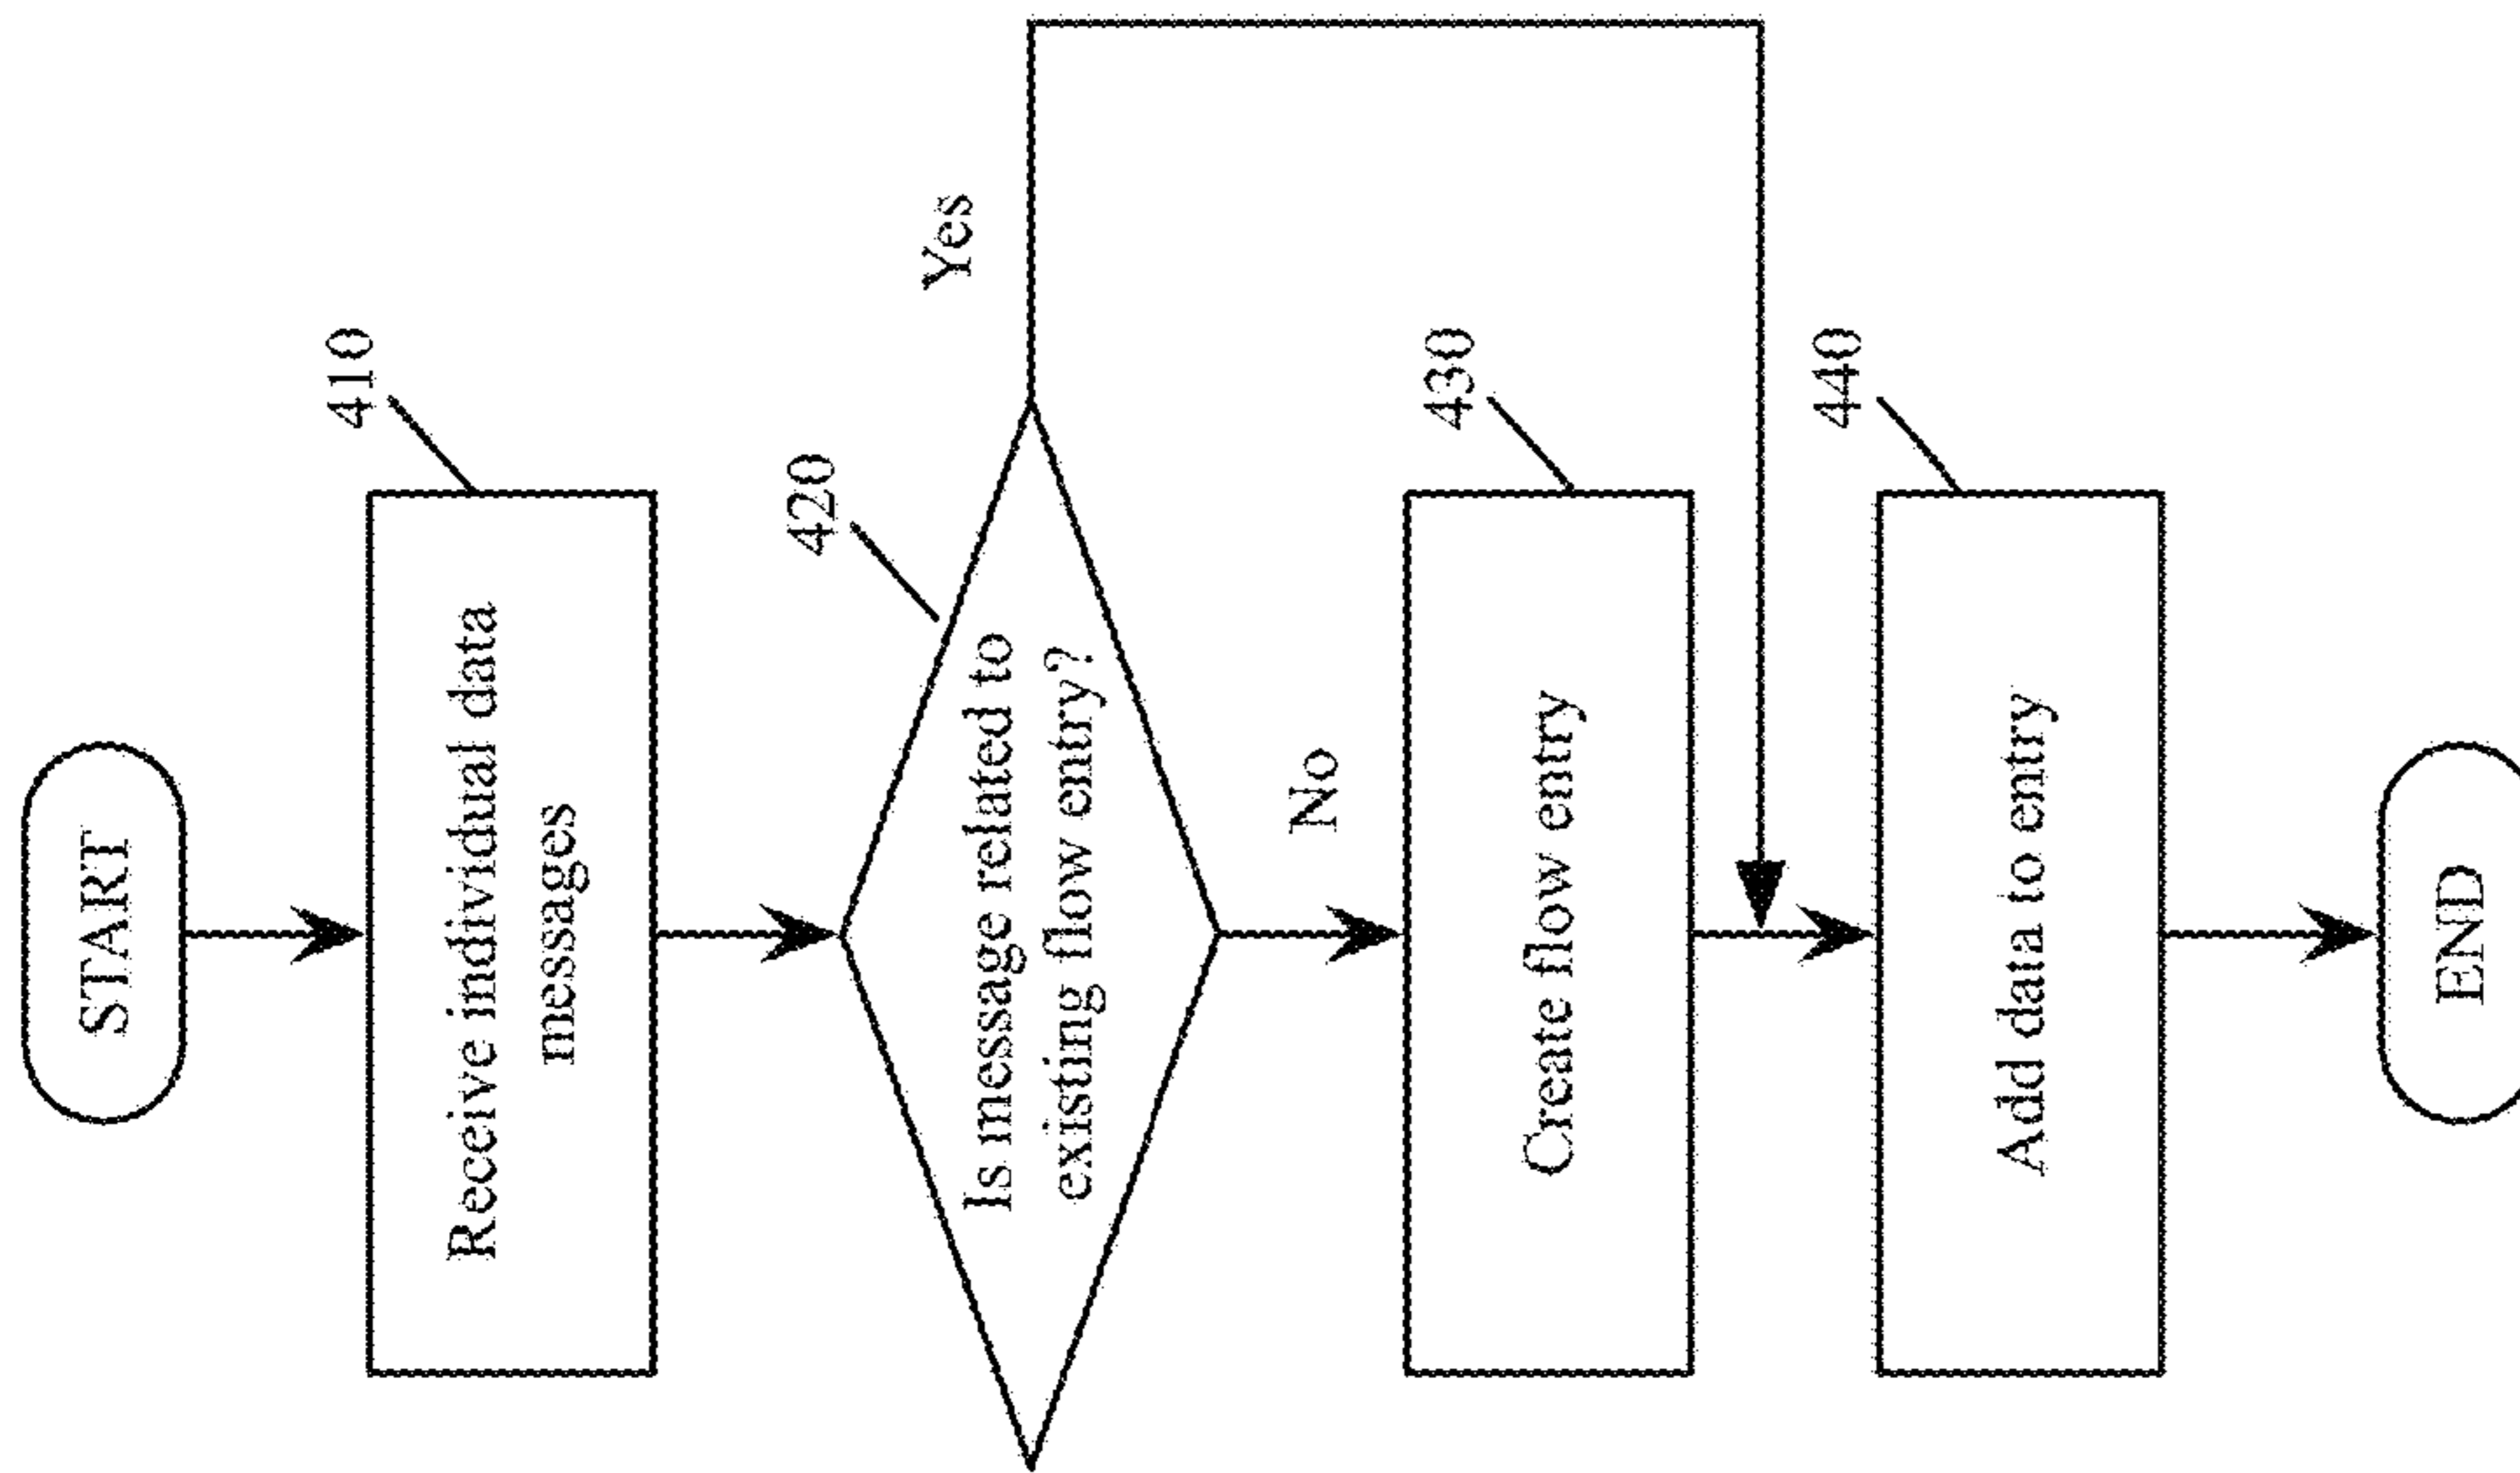 START
410
Receive individual data
messages
420
Is message related to
existing flow entry?
Yes
No
430
Create flow entry
440
Add data to entry
END